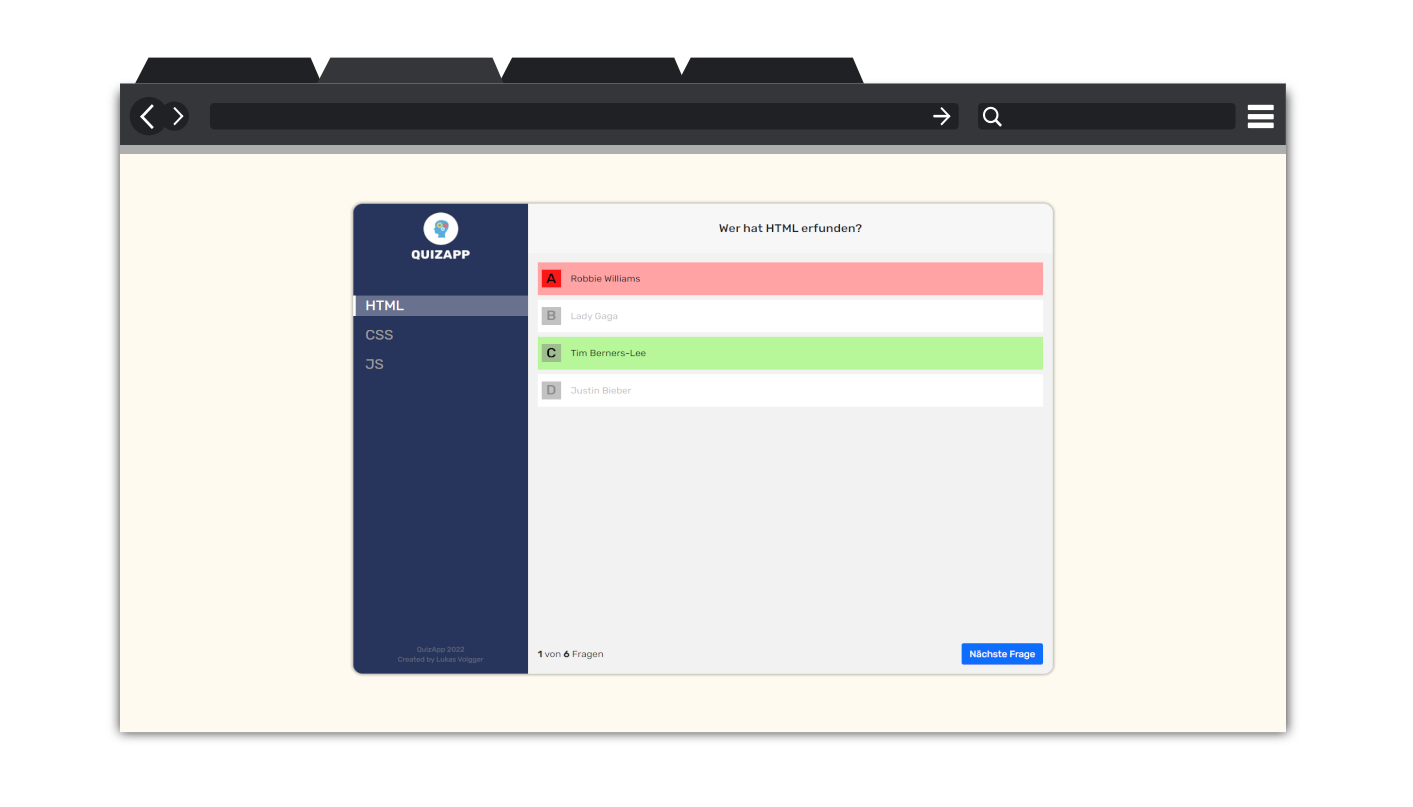 QUIZAPP
HTML
CSS
JS
QuizApp 2022
Created by Lukas Voigger
Wer hat HTML erfunden?
A Robbie Williams
B Lady Gaga
C Tim Berners-Lee
D Justin Bieber
1 von 6 Fragen
Nächste Frage